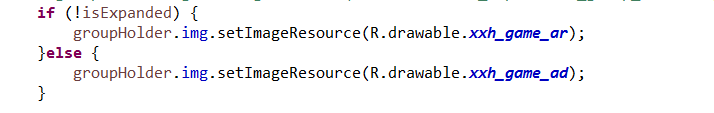 if (!isExpanded) {
groupHolder.img.setImageResource(R.drawable.xxh_game_ar);
}else {
groupHolder.img.setImageResource(R.drawable.xxh_game_ad);
}